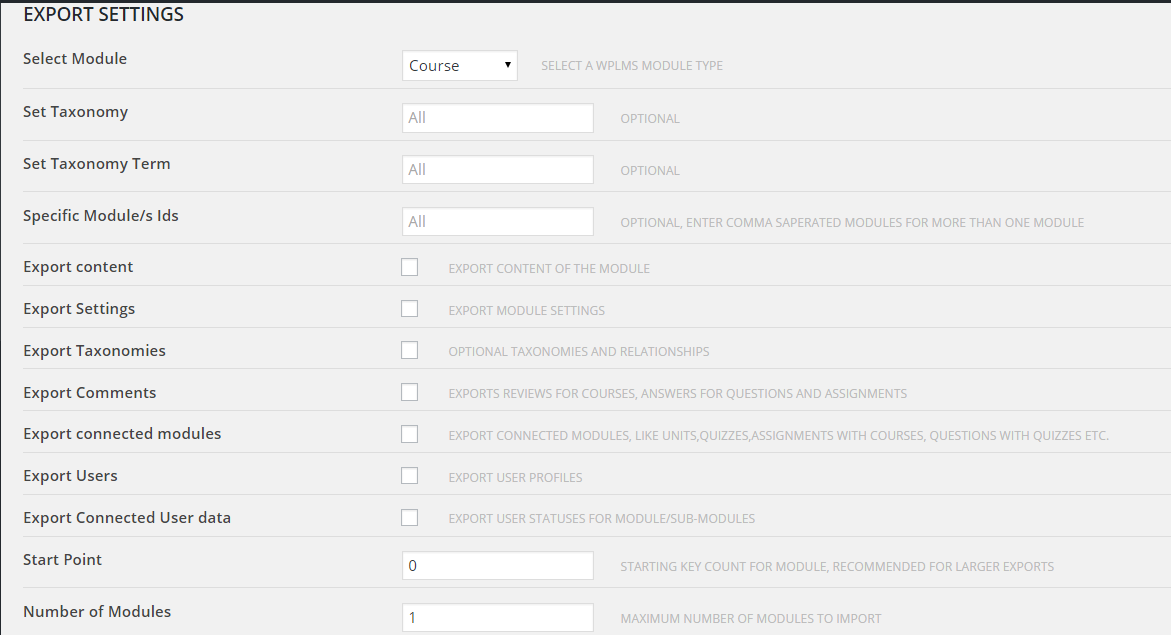 EXPORT SETTINGS
Select Module Course SELECT A WPLMS MODULE TYPE
Set Taxonomy All OPTIONAL
Set Taxonomy Term All OPTIONAL
Specific Module/s Ids All OPTIONAL, ENTER COMMA SAPERATED MODULES FOR MORE THAN ONE MODULE
Export content EXPORT CONTENT OF THE MODULE
Export Settings EXPORT MODULE SETTINGS
Export Taxonomies OPTIONAL TAXONOMIES AND RELATIONSHIPS
Export Comments EXPORTS REVIEWS FOR COURSES, ANSWERS FOR QUESTIONS AND ASSIGNMENTS
Export connected modules EXPORT CONNECTED MODULES, LIKE UNITS,QUIZZES,ASSIGNMENTS WITH COURSES, QUESTIONS WITH QUIZZES ETC.
Export Users EXPORT USER PROFILES
Export Connected User data EXPORT USER STATUSES FOR MODULE/SUB-MODULES
Start Point 0 STARTING KEY COUNT FOR MODULE, RECOMMENDED FOR LARGER EXPORTS
Number of Modules 1 MAXIMUM NUMBER OF MODULES TO IMPORT